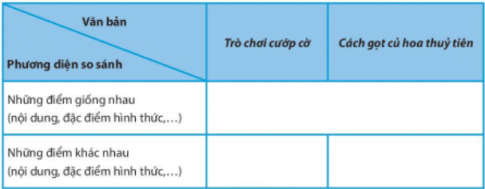 Văn bản
Phương diện so sánh
Trò chơi cướp cờ
Cách gọt củ hoa thuỷ tiên
Những điểm giống nhau
(nội dung, đặc điểm hình thức,...)
Những điểm khác nhau
(nội dung, đặc điểm hình thức,...)